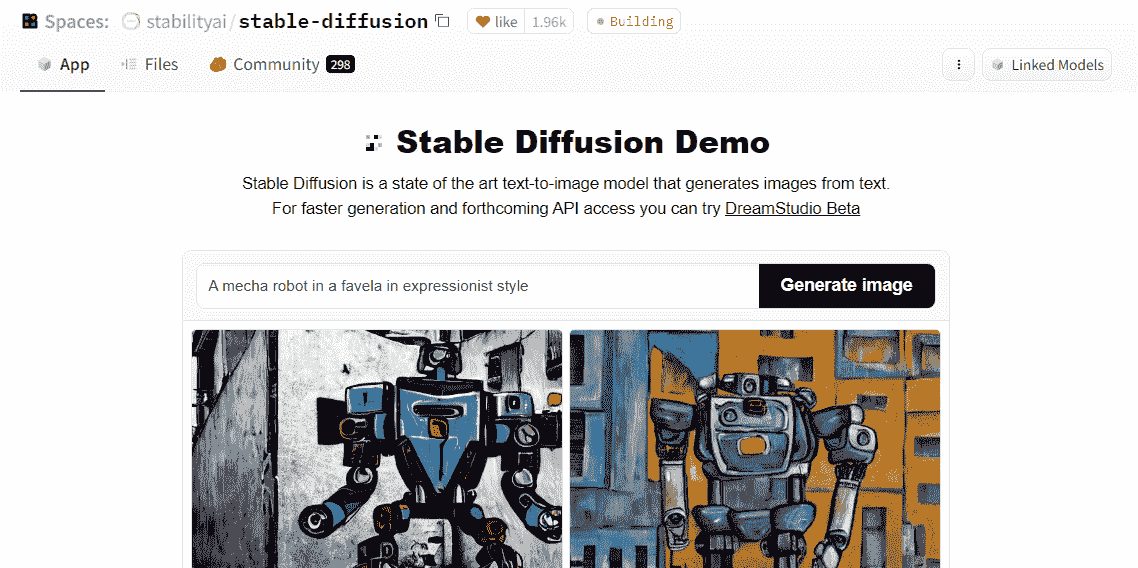 Spaces: stabilityai/stable-diffusion like 1.96k Building
App Files Community 298 Linked Models
Stable Diffusion Demo
Stable Diffusion is a state of the art text-to-image model that generates images from text.
For faster generation and forthcoming API access you can try DreamStudio Beta
A mecha robot in a favela in expressionist style Generate image